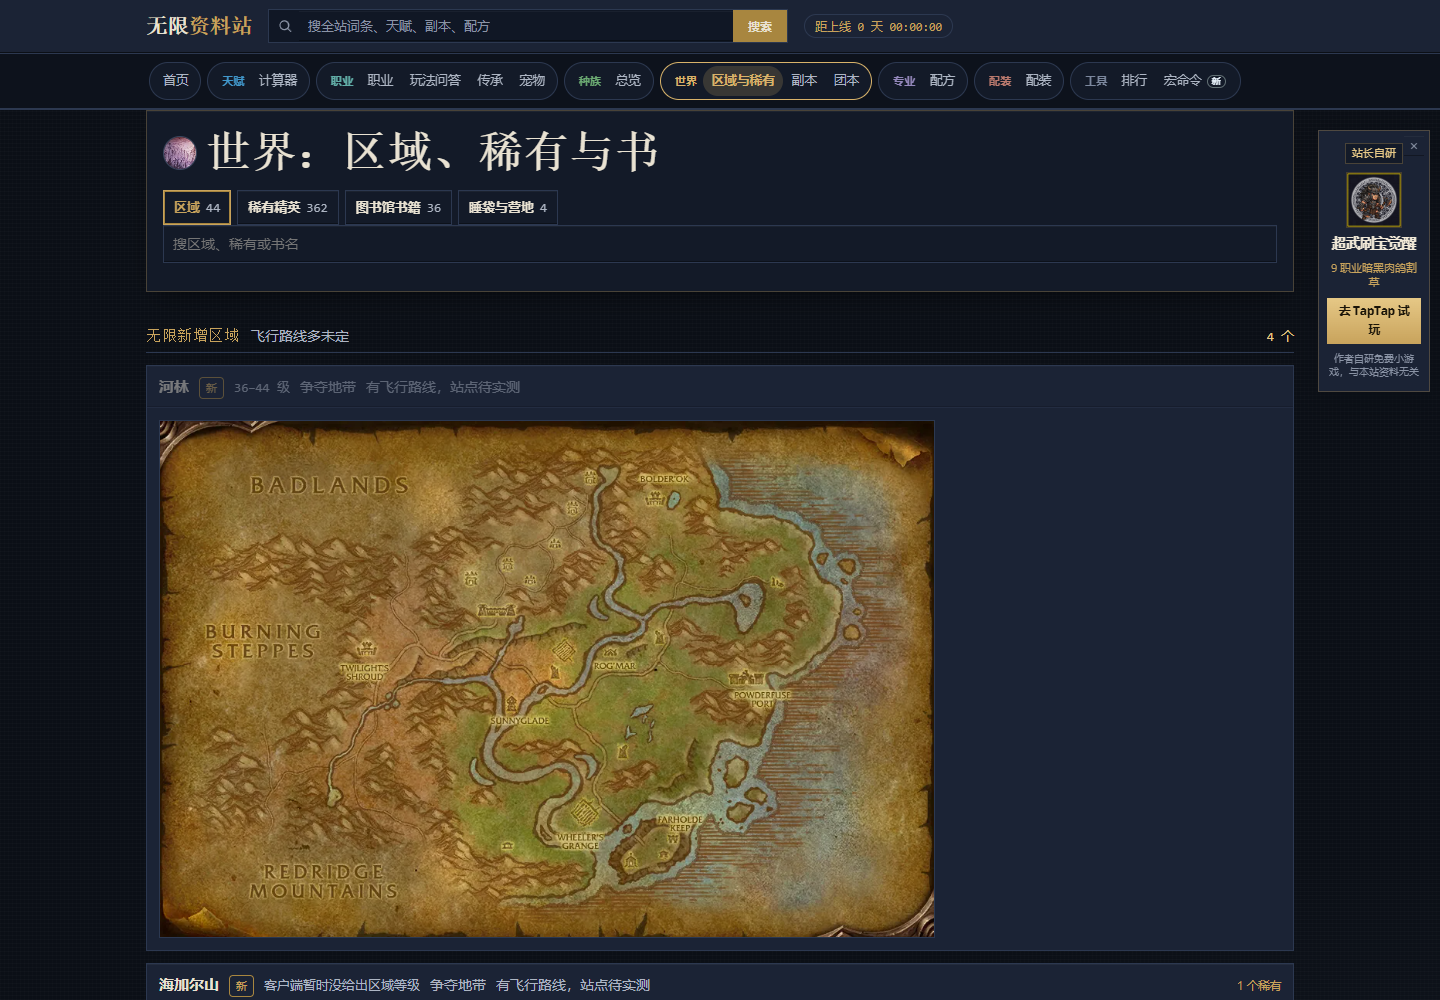 无限资料站
搜全站词条、天赋、副本、配方
搜索
距上线 0 天 00:00:00
首页
天赋 计算器
职业 职业 玩法问答 传承 宠物
种族 总览
世界 区域与稀有 副本 团本
专业 配方
配装 配装
工具 排行 宏命令 新
世界：区域、稀有与书
区域 44
稀有精英 362
图书馆书籍 36
睡袋与营地 4
搜区域、稀有或书名
站长自研 ×
超武刷宝觉醒
9 职业暗黑肉鸽割
草
去 TapTap 试
玩
作者自研免费小游
戏，与本站资料无关
无限新增区域 飞行路线多未定
4 个
河林 新 36–44 级 争夺地带 有飞行路线，站点待实测
BADLANDS
BOLDER'OK
BURNING
STEPPES
TWILIGHT'S
SHROUD
ROG'MAR
POWDERFUSE
PORT
SUNNYGLADE
FARHOLDE
KEEP
WHEELER'S
GRANGE
REDRIDGE
MOUNTAINS
海加尔山 新 客户端暂时没给出区域等级 争夺地带 有飞行路线，站点待实测
1 个稀有